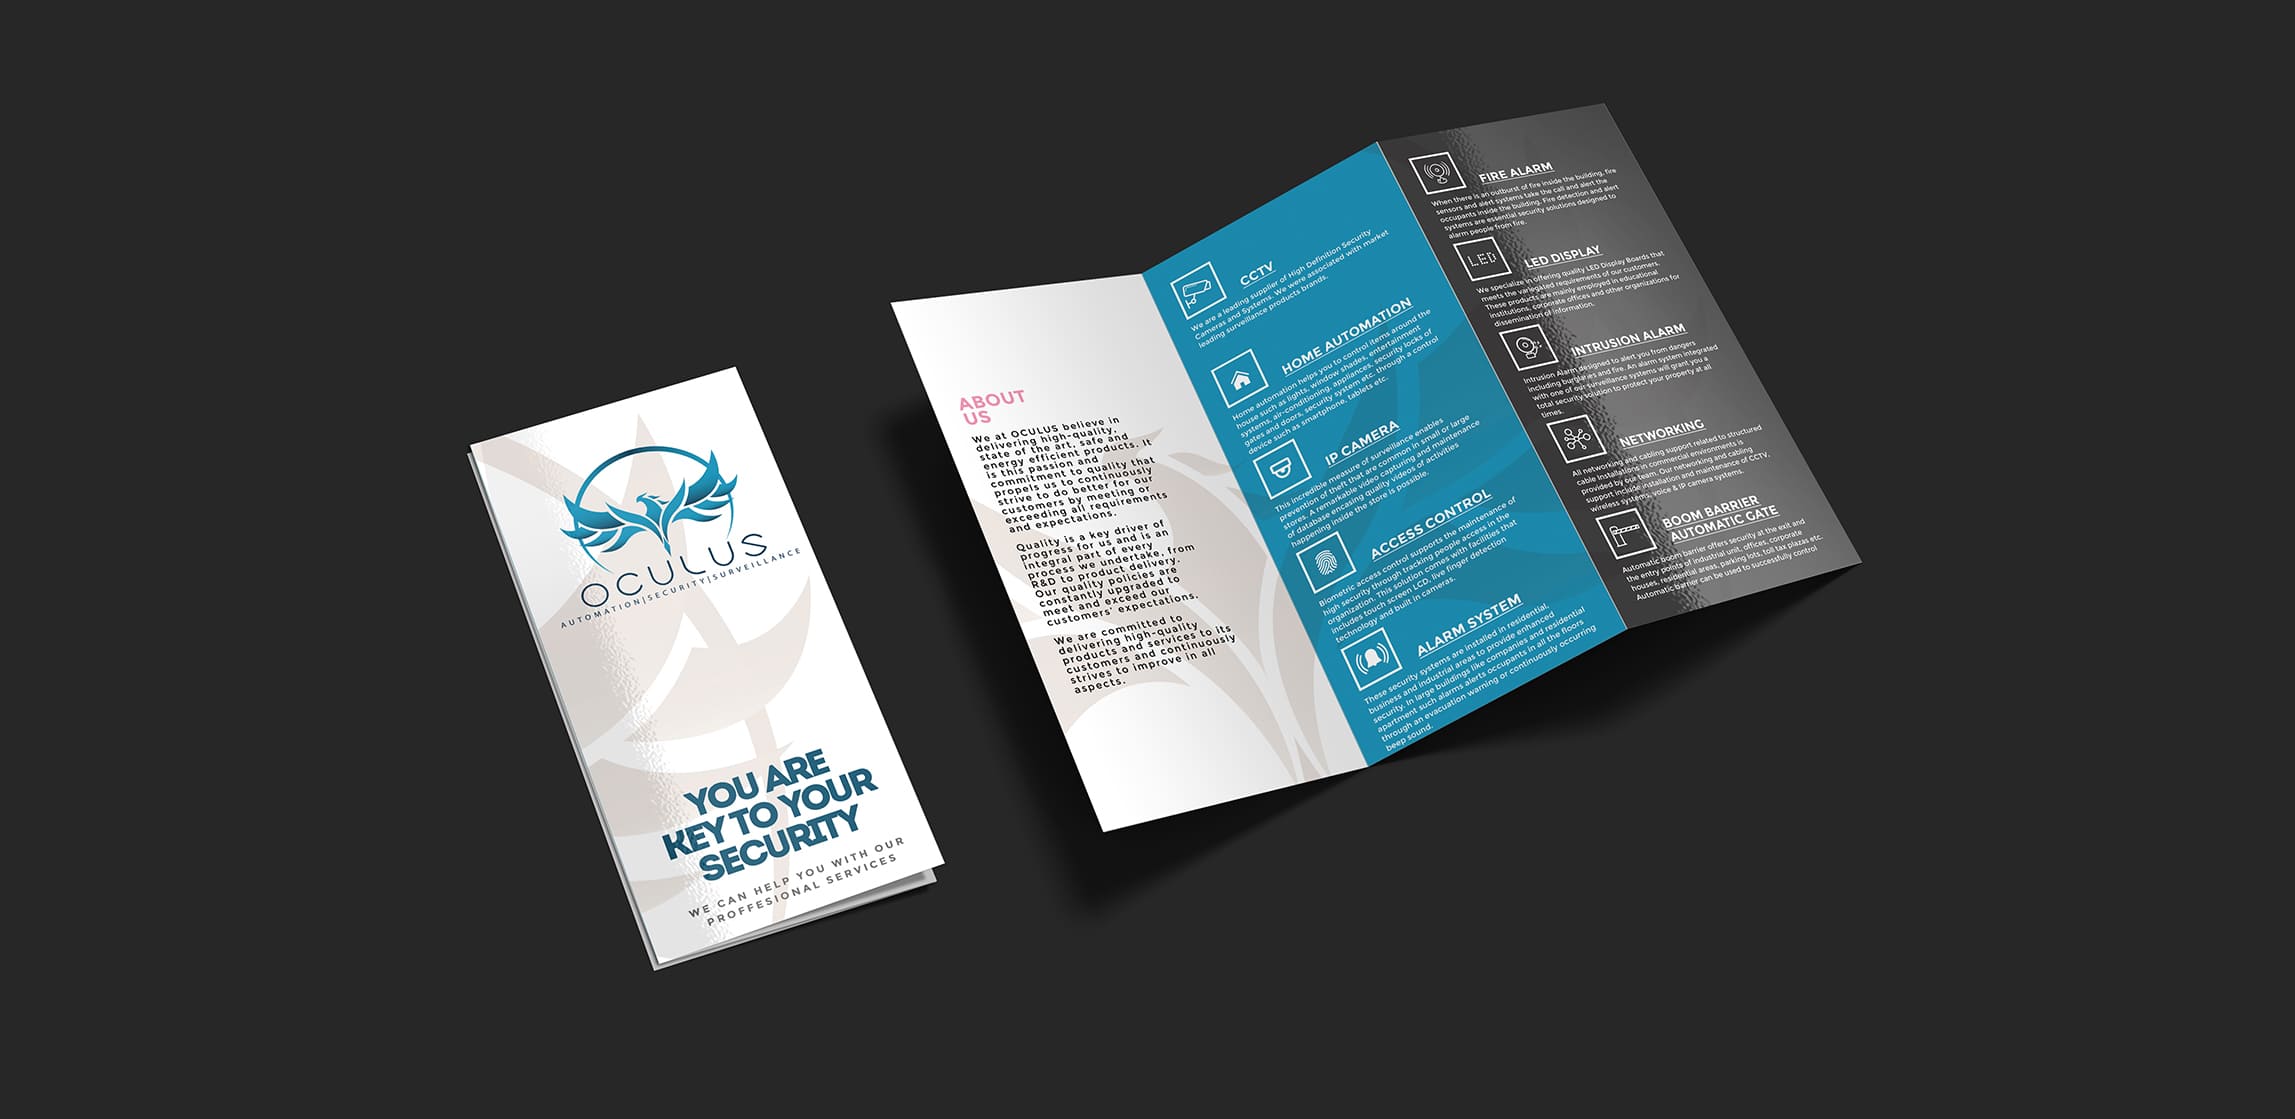 OCULUS
AUTOMATION|SECURITY|SURVEILLANCE
YOU ARE
KEY TO YOUR
SECURITY
WE CAN HELP YOU WITH OUR
PROFFESIONAL SERVICES
ABOUT
US
We at OCULUS believe in
delivering high-quality,
state of the art, safe and
energy efficient products. It
is this passion and
commitment to quality that
propels us to continuously
strive to do better for our
customers by meeting or
exceeding all requirements
and expectations.
Quality is a key driver of
progress for us and is an
integral part of every
process we undertake, from
R&D to product delivery.
Our quality policies are
constantly upgraded to
meet and exceed our
customers' expectations.
We are committed to
delivering high-quality
products and services to its
customers and continuously
strives to improve in all
aspects.
CCTV
We are a leading supplier of High Definition Security
Cameras and Systems. We were associated with market
leading surveillance products brands.
HOME AUTOMATION
Home automation helps you to control items around the
house such as lights, window shades, entertainment
systems, air-conditioning, appliances, security locks of
gates and doors, security system etc. through a control
device such as smartphone, tablets etc.
IP CAMERA
This incredible measure of surveillance enables
prevention of theft that are common in small or large
stores. A remarkable video capturing and maintenance
of database encasing quality videos of activities
happening inside the store is possible.
ACCESS CONTROL
Biometric access control supports the maintenance of
high security through tracking people access in the
organization. This solution comes with facilities that
includes touch screen LCD, live finger detection
technology and built in cameras.
ALARM SYSTEM
These security systems are installed in residential,
business and industrial areas to provide enhanced
security. In large buildings like companies and residential
apartment such alarms alerts occupants in all the floors
through an evacuation warning or continuously occurring
beep sound.
FIRE ALARM
When there is an outburst of fire inside the building, fire
sensors and alert systems take the call and alert the
occupants inside the building. Fire detection and alert
systems are essential security solutions designed to
alarm people from fire.
LED
LED DISPLAY
We specialize in offering quality LED Display Boards that
meets the variegated requirements of our customers.
These products are mainly employed in educational
institutions, corporate offices and other organizations for
dissemination of information.
INTRUSION ALARM
Intrusion Alarm designed to alert you from dangers
including burglaries and fire. An alarm system integrated
with one of our surveillance systems will grant you a
total security solution to protect your property at all
times.
NETWORKING
All networking and cabling support related to structured
cable installations in commercial environments is
provided by our team. Our networking and cabling
support include installation and maintenance of CCTV,
wireless systems, voice & IP camera systems.
BOOM BARRIER
AUTOMATIC GATE
Automatic boom barrier offers security at the exit and
the entry points of industrial unit, offices, corporate
houses, residential areas, parking lots, toll tax plazas etc.
Automatic barrier can be used to successfully control